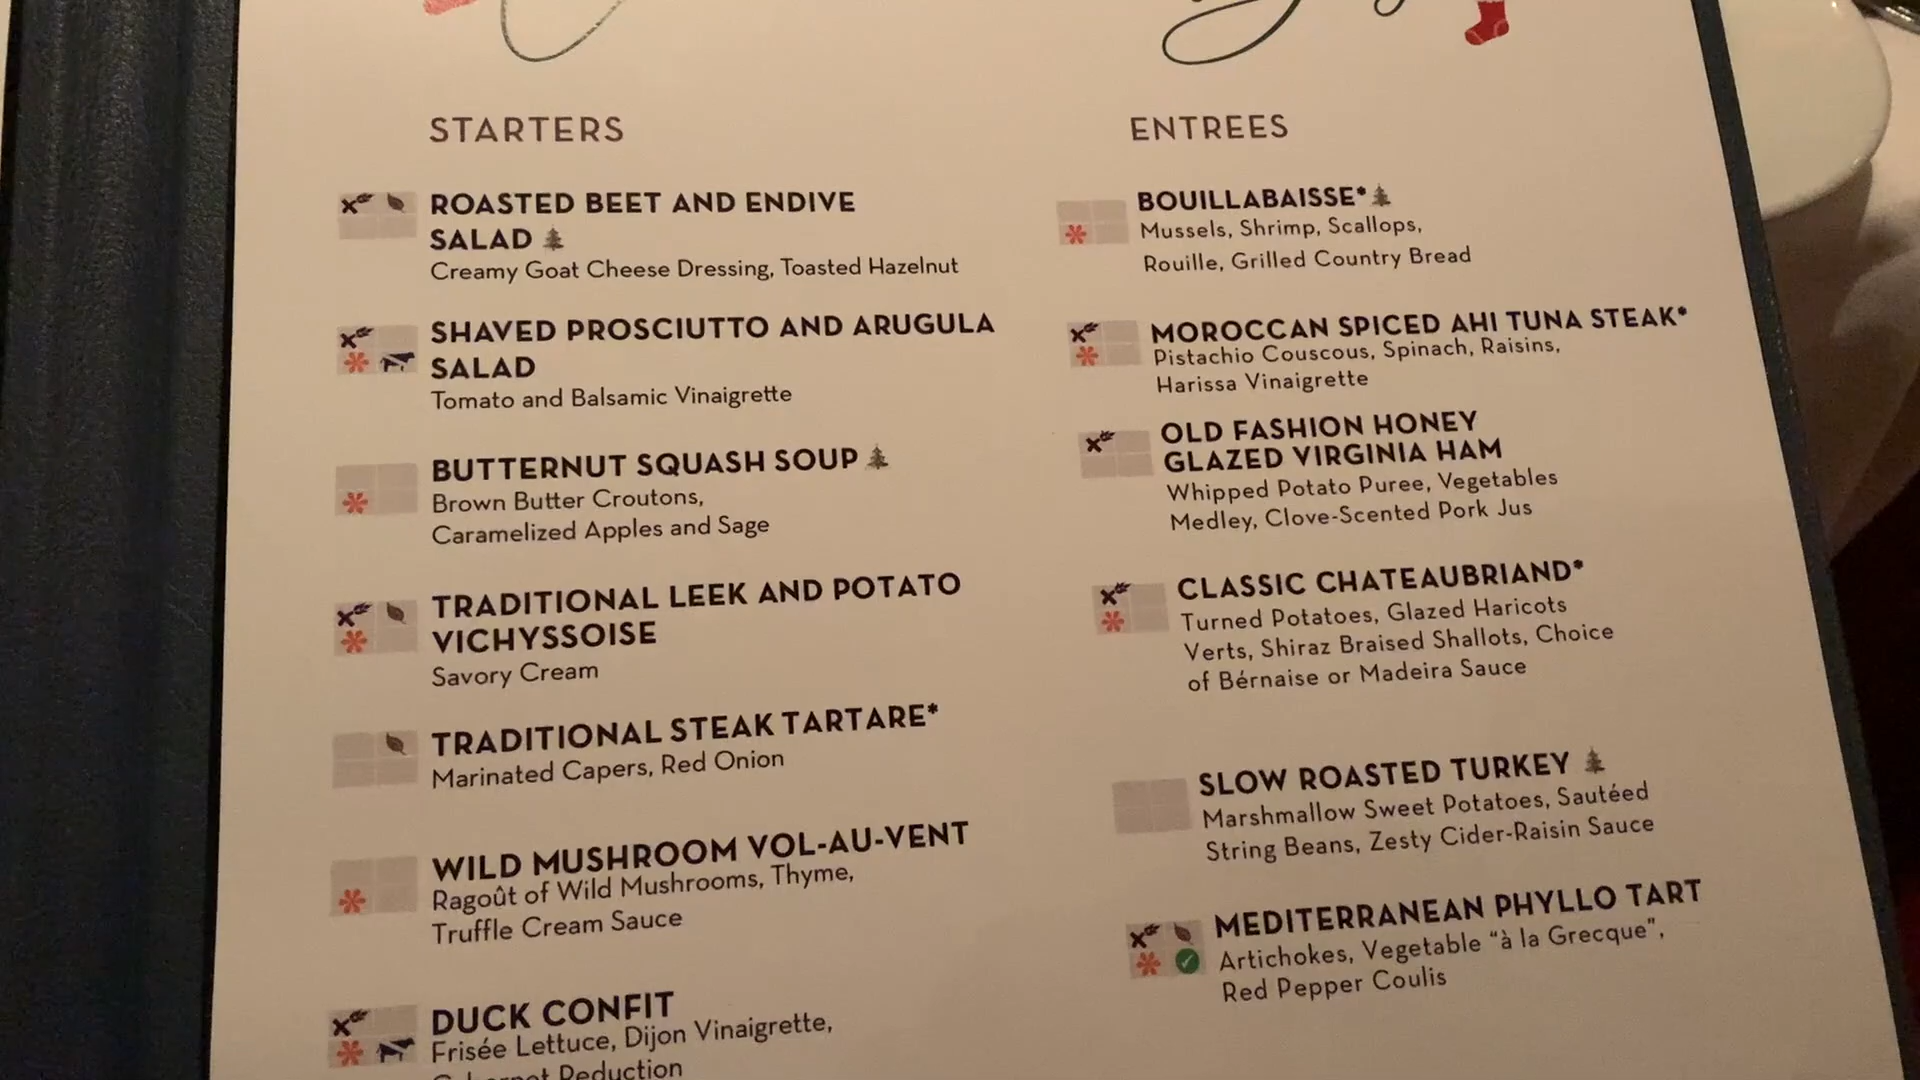 STARTERS
ROASTED BEET AND ENDIVE
SALAD
Creamy Goat Cheese Dressing, Toasted Hazelnut
SHAVED PROSCIUTTO AND ARUGULA
SALAD
Tomato and Balsamic Vinaigrette
BUTTERNUT SQUASH SOUP
Brown Butter Croutons,
Caramelized Apples and Sage
TRADITIONAL LEEK AND POTATO
VICHYSSOISE
Savory Cream
TRADITIONAL STEAK TARTARE*
Marinated Capers, Red Onion
WILD MUSHROOM VOL-AU-VENT
Ragoût of Wild Mushrooms, Thyme,
Truffle Cream Sauce
DUCK CONFIT
Frisée Lettuce, Dijon Vinaigrette,
Reduction
ENTREES
BOUILLABAISSE*
Mussels, Shrimp, Scallops,
Rouille, Grilled Country Bread
MOROCCAN SPICED AHI TUNA STEAK*
Pistachio Couscous, Spinach, Raisins,
Harissa Vinaigrette
OLD FASHION HONEY
GLAZED VIRGINIA HAM
Whipped Potato Puree, Vegetables
Medley, Clove-Scented Pork Jus
CLASSIC CHATEAUBRIAND*
Turned Potatoes, Glazed Haricots
Verts, Shiraz Braised Shallots, Choice
of Bérnaise or Madeira Sauce
SLOW ROASTED TURKEY
Marshmallow Sweet Potatoes, Sautéed
String Beans, Zesty Cider-Raisin Sauce
MEDITERRANEAN PHYLLO TART
Artichokes, Vegetable “à la Grecque”,
Red Pepper Coulis